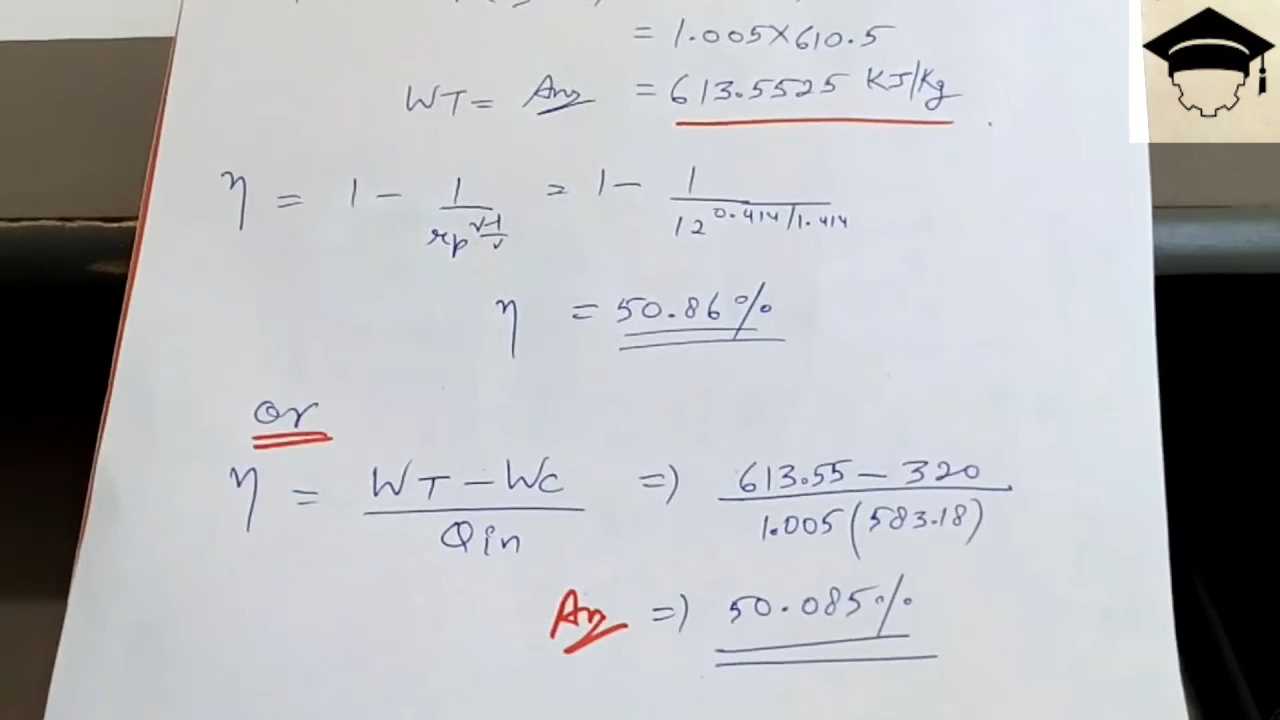 = 1.005×610.5
WT = Ans = 613.5525 KJ/Kg
η = 1 - 1/rp^(γ-1/γ) = 1 - 1/12^(0.414/1.414)
η = 50.86%
or
η = WT - WC / Qin => 613.55 - 320 / 1.005(583.18)
Ans => 50.085%